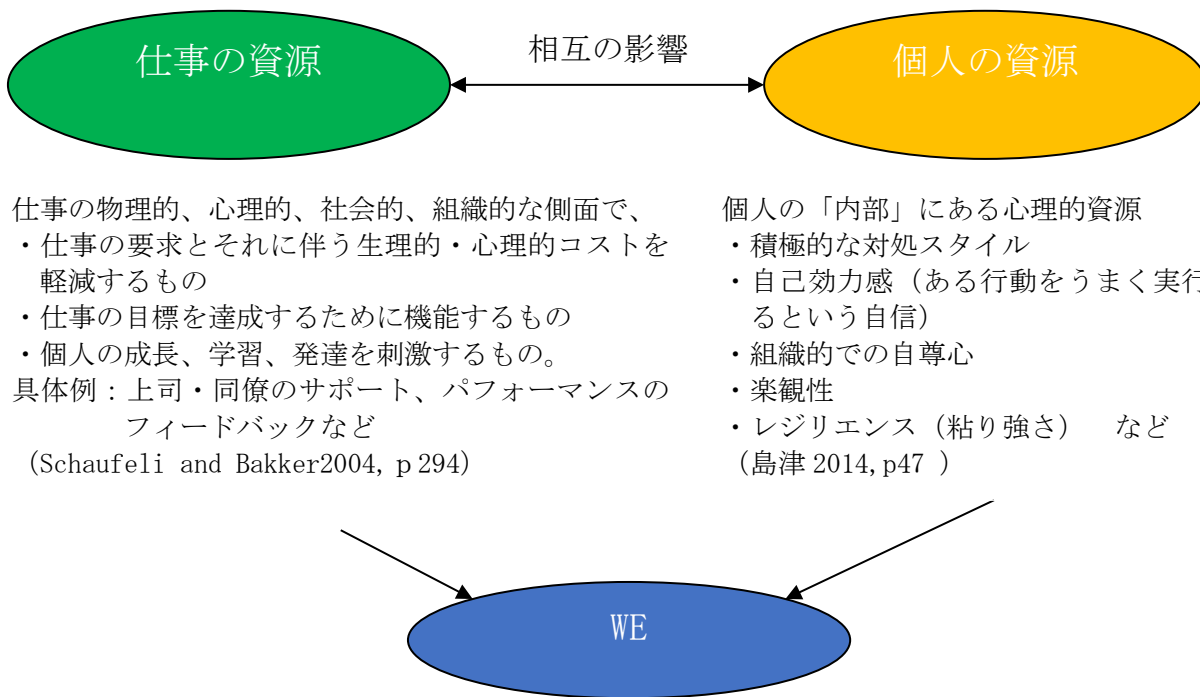 仕事の資源
相互の影響
個人の資源
仕事の物理的、心理的、社会的、組織的な側面で、
・仕事の要求とそれに伴う生理的・心理的コストを
軽減するもの
・仕事の目標を達成するために機能するもの
・個人の成長、学習、発達を刺激するもの。
具体例：上司・同僚のサポート、パフォーマンスの
フィードバックなど
（Schaufeli and Bakker2004, ｐ294）
個人の「内部」にある心理的資源
・積極的な対処スタイル
・自己効力感（ある行動をうまく実行
るという自信）
・組織的での自尊心
・楽観性
・レジリエンス（粘り強さ）　など
（島津 2014,p47 ）
WE